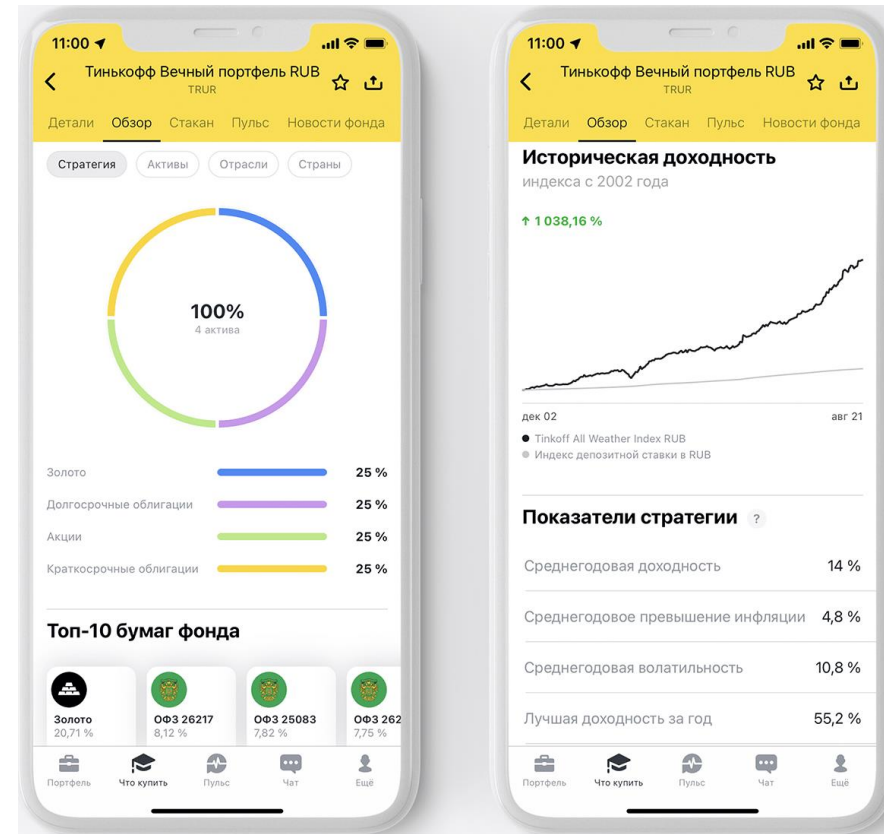 11:00
Тинькофф Вечный портфель RUB
TRUR
Детали Обзор Стакан Пульс Новости фонда
Стратегия Активы Отрасли Страны
100%
4 актива
Золото 25 %
Долгосрочные облигации 25 %
Акции 25 %
Краткосрочные облигации 25 %
Топ-10 бумаг фонда
Золото ОФЗ 26217 ОФЗ 25083 ОФЗ 262
20,71 % 8,12 % 7,82 % 7,75 %
Портфель Что купить Пульс Чат Ещё
11:00
Тинькофф Вечный портфель RUB
TRUR
Детали Обзор Стакан Пульс Новости фонда
Историческая доходность
индекса с 2002 года
↑ 1 038,16 %
дек 02 авг 21
Tinkoff All Weather Index RUB
Индекс депозитной ставки в RUB
Показатели стратегии ?
Среднегодовая доходность 14 %
Среднегодовое превышение инфляции 4,8 %
Среднегодовая волатильность 10,8 %
Лучшая доходность за год 55,2 %
Портфель Что купить Пульс Чат Ещё